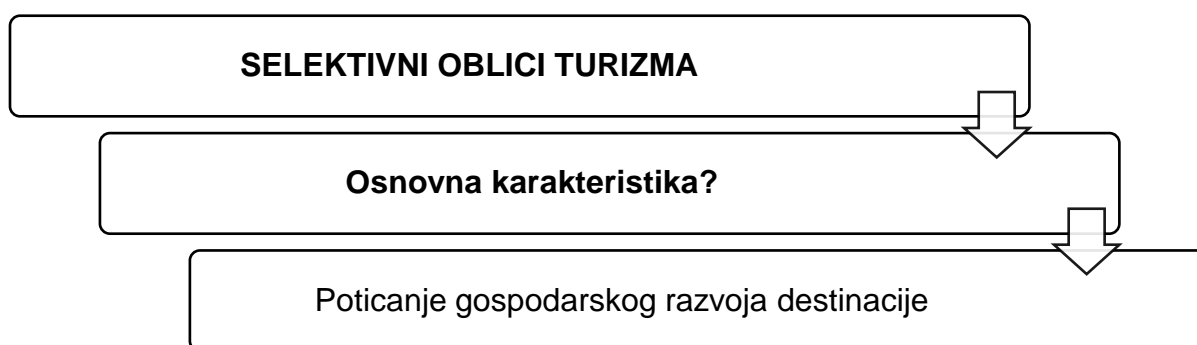 SELEKTIVNI OBLICI TURIZMA
Osnovna karakteristika?
Poticanje gospodarskog razvoja destinacije